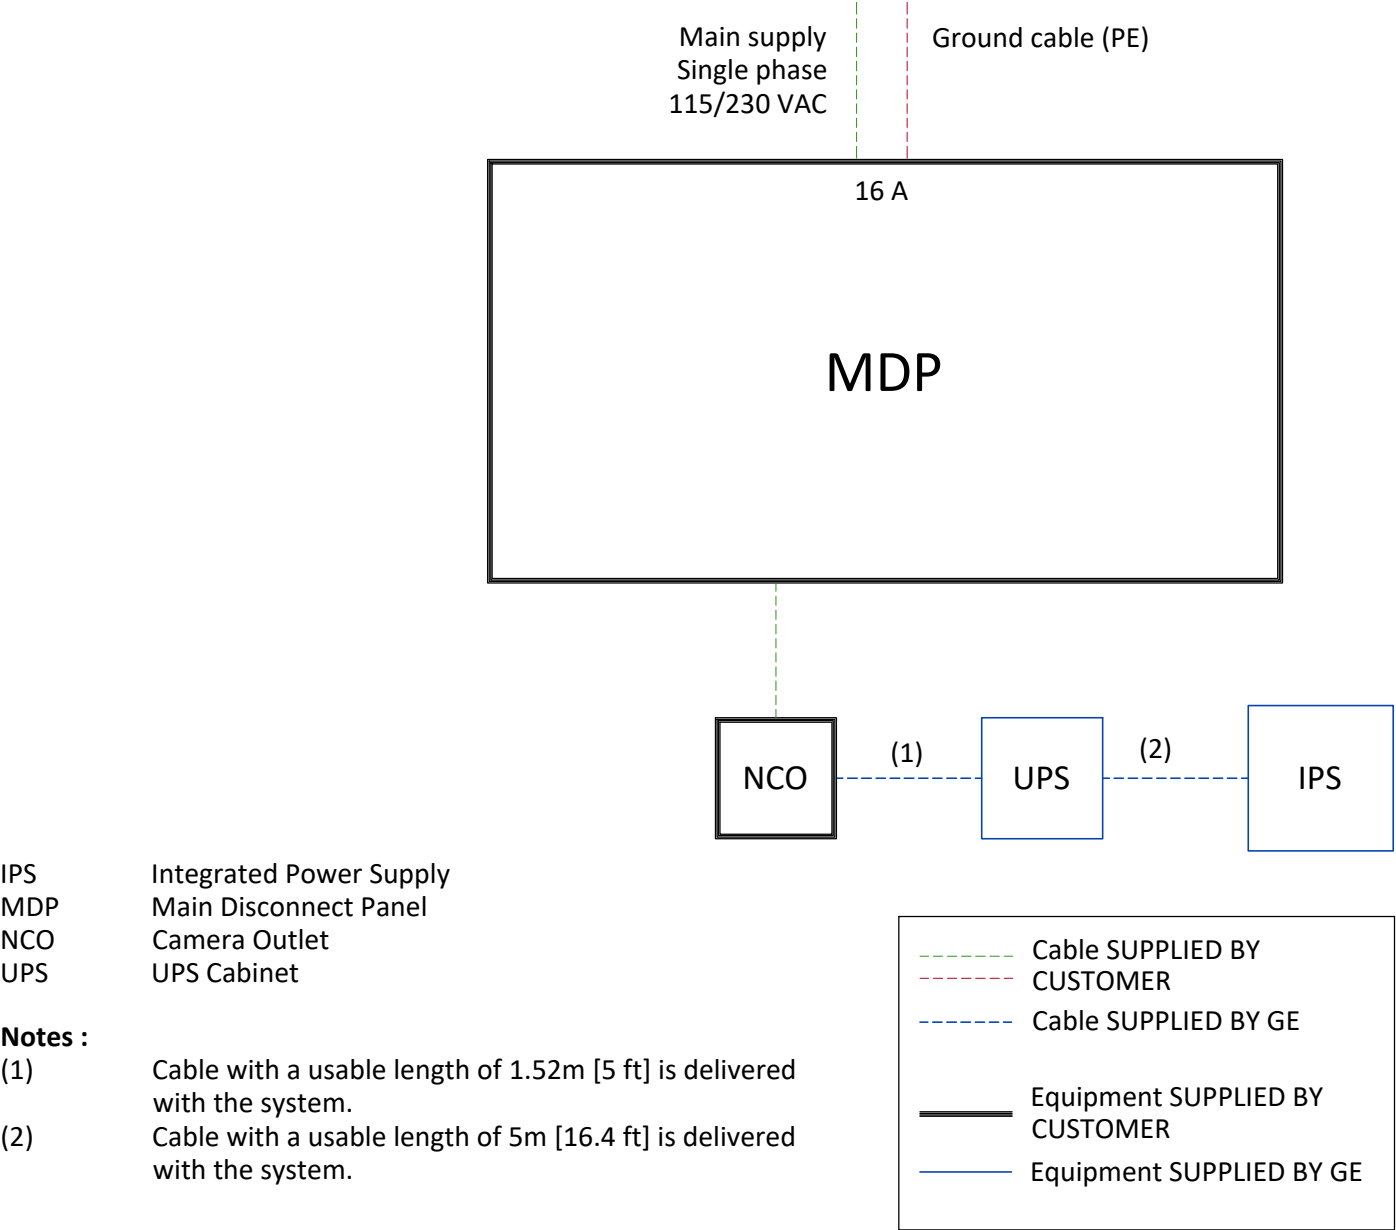 Main supply
Single phase
115/230 VAC
Ground cable (PE)
16 A
MDP
NCO
(1)
UPS
(2)
IPS
IPS Integrated Power Supply
MDP Main Disconnect Panel
NCO Camera Outlet
UPS UPS Cabinet
Notes :
(1) Cable with a usable length of 1.52m [5 ft] is delivered
with the system.
(2) Cable with a usable length of 5m [16.4 ft] is delivered
with the system.
Cable SUPPLIED BY
CUSTOMER
Cable SUPPLIED BY GE
Equipment SUPPLIED BY
CUSTOMER
Equipment SUPPLIED BY GE